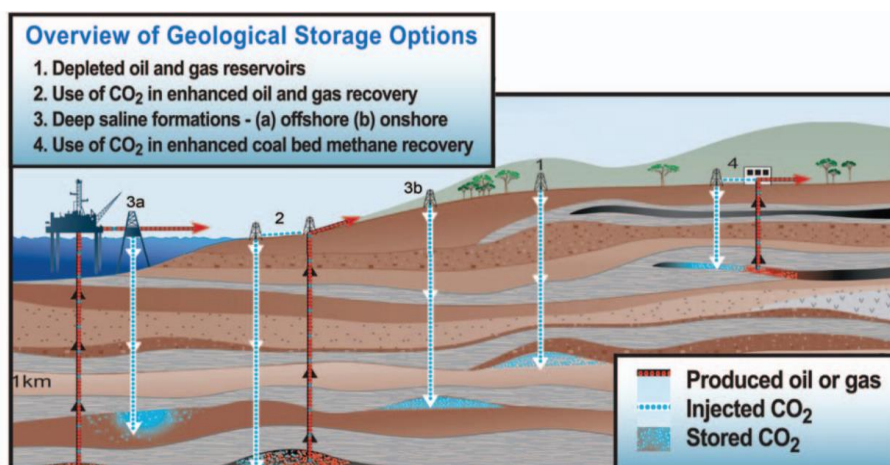 Overview of Geological Storage Options
1. Depleted oil and gas reservoirs
2. Use of CO₂ in enhanced oil and gas recovery
3. Deep saline formations - (a) offshore (b) onshore
4. Use of CO₂ in enhanced coal bed methane recovery
3a
2
3b
1
4
1km
Produced oil or gas
Injected CO₂
Stored CO₂